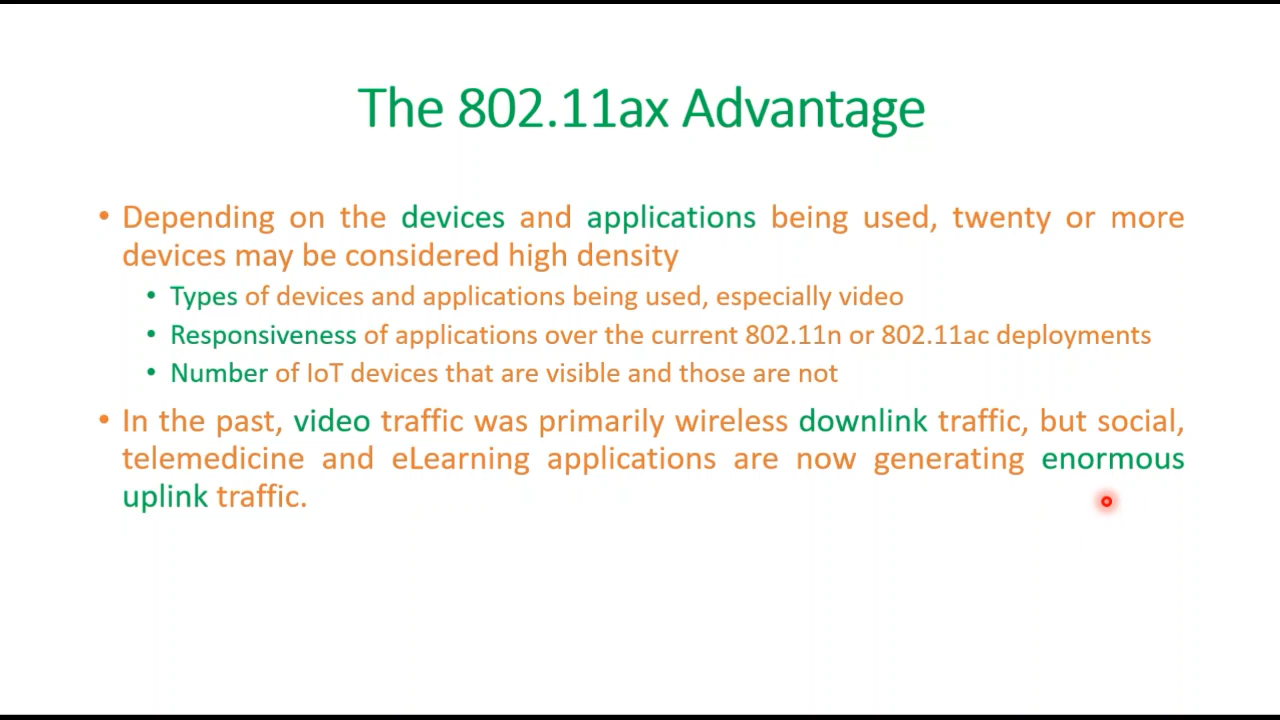 The 802.11ax Advantage
• Depending on the devices and applications being used, twenty or more
devices may be considered high density
• Types of devices and applications being used, especially video
• Responsiveness of applications over the current 802.11n or 802.11ac deployments
• Number of IoT devices that are visible and those are not
• In the past, video traffic was primarily wireless downlink traffic, but social,
telemedicine and eLearning applications are now generating enormous
uplink traffic.